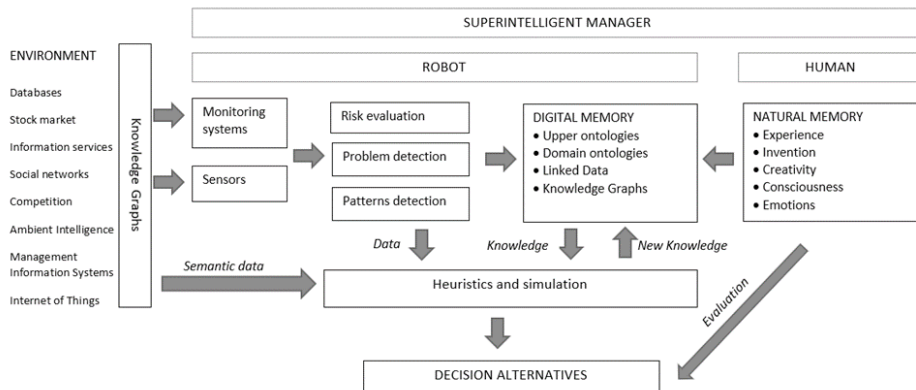 SUPERINTELLIGENT MANAGER
ENVIRONMENT
ROBOT
HUMAN
Databases
Stock market
Information services
Social networks
Competition
Ambient Intelligence
Management
Information Systems
Internet of Things
Knowledge Graphs
Monitoring
systems
Sensors
Risk evaluation
Problem detection
Patterns detection
DIGITAL MEMORY
• Upper ontologies
• Domain ontologies
• Linked Data
• Knowledge Graphs
NATURAL MEMORY
• Experience
• Invention
• Creativity
• Consciousness
• Emotions
Data
Knowledge
New Knowledge
Semantic data
Heuristics and simulation
Evaluation
DECISION ALTERNATIVES